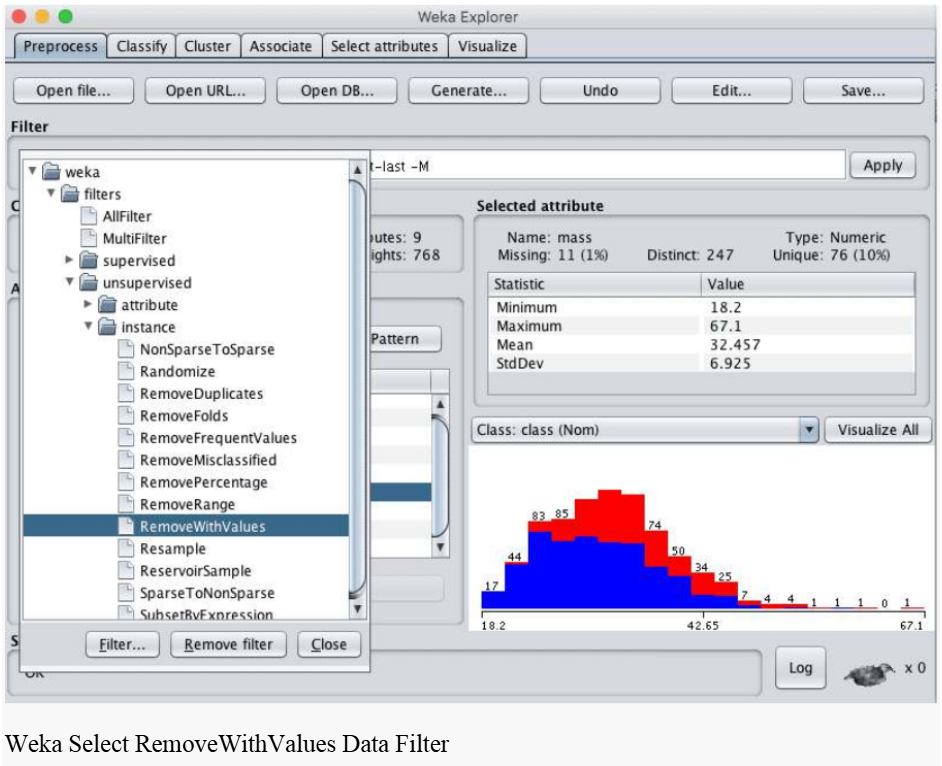 Weka Explorer
Preprocess Classify Cluster Associate Select attributes Visualize
Open file... Open URL... Open DB... Generate... Undo Edit... Save...
Filter
t-last -M Apply
weka
filters
AllFilter
MultiFilter
supervised
unsupervised
attribute
instance
NonSparseToSparse
Randomize
RemoveDuplicates
RemoveFolds
RemoveFrequentValues
RemoveMisclassified
RemovePercentage
RemoveRange
RemoveWithValues
Resample
ReservoirSample
SparseToNonSparse
SubsetByExpression
Filter... Remove filter Close
C
utes: 9
ights: 768
A
Pattern
Selected attribute
Name: mass Type: Numeric
Missing: 11 (1%) Distinct: 247 Unique: 76 (10%)
Statistic Value
Minimum 18.2
Maximum 67.1
Mean 32.457
StdDev 6.925
Class: class (Nom) Visualize All
17 44 83 85 74 50 34 25 7 4 4 1 1 1 0 1
18.2 42.65 67.1
S
OK
Log x 0
Weka Select RemoveWithValues Data Filter